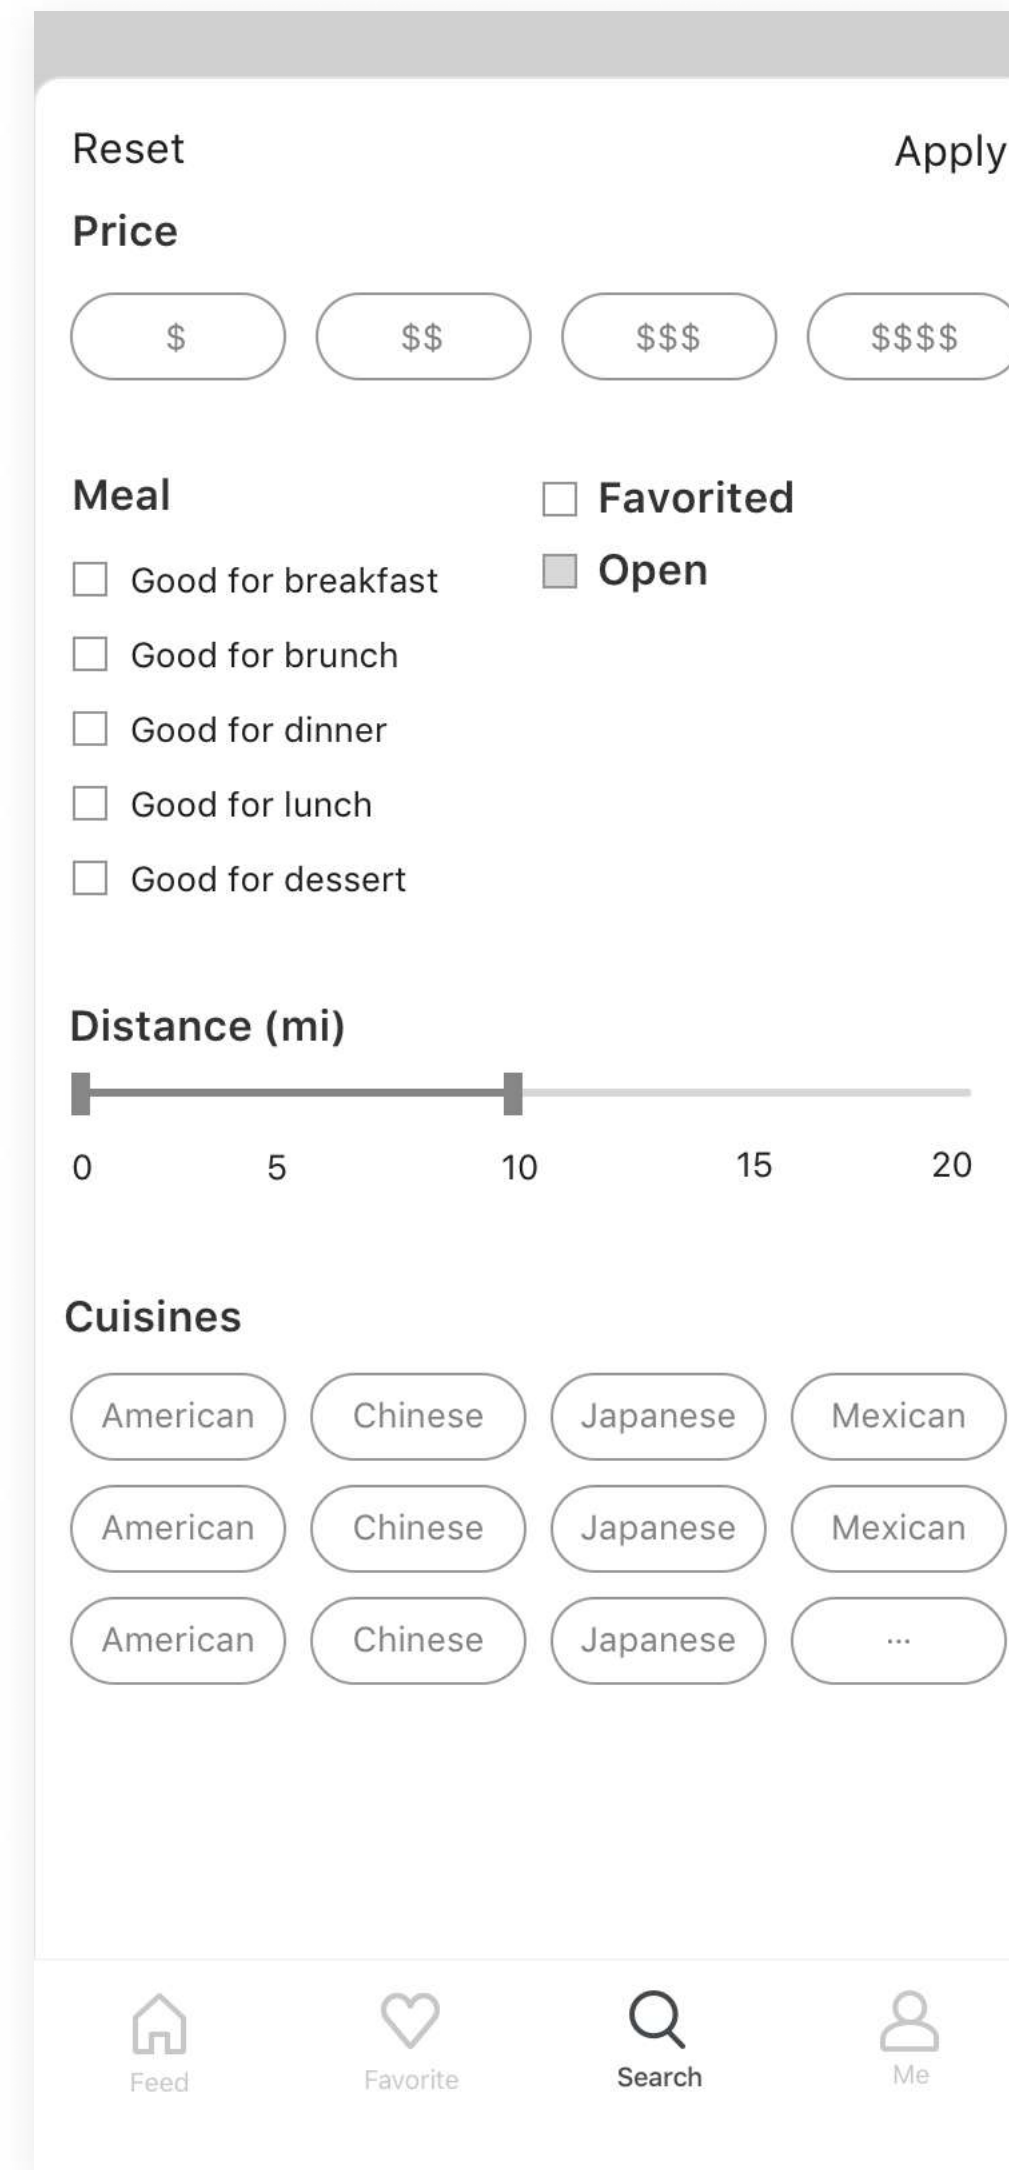 Reset Apply
Price
$ $$ $$$ $$$$
Meal
Good for breakfast
Good for brunch
Good for dinner
Good for lunch
Good for dessert
Favorited
Open
Distance (mi)
0 5 10 15 20
Cuisines
American Chinese Japanese Mexican
American Chinese Japanese Mexican
American Chinese Japanese ...
Feed Favorite Search Me